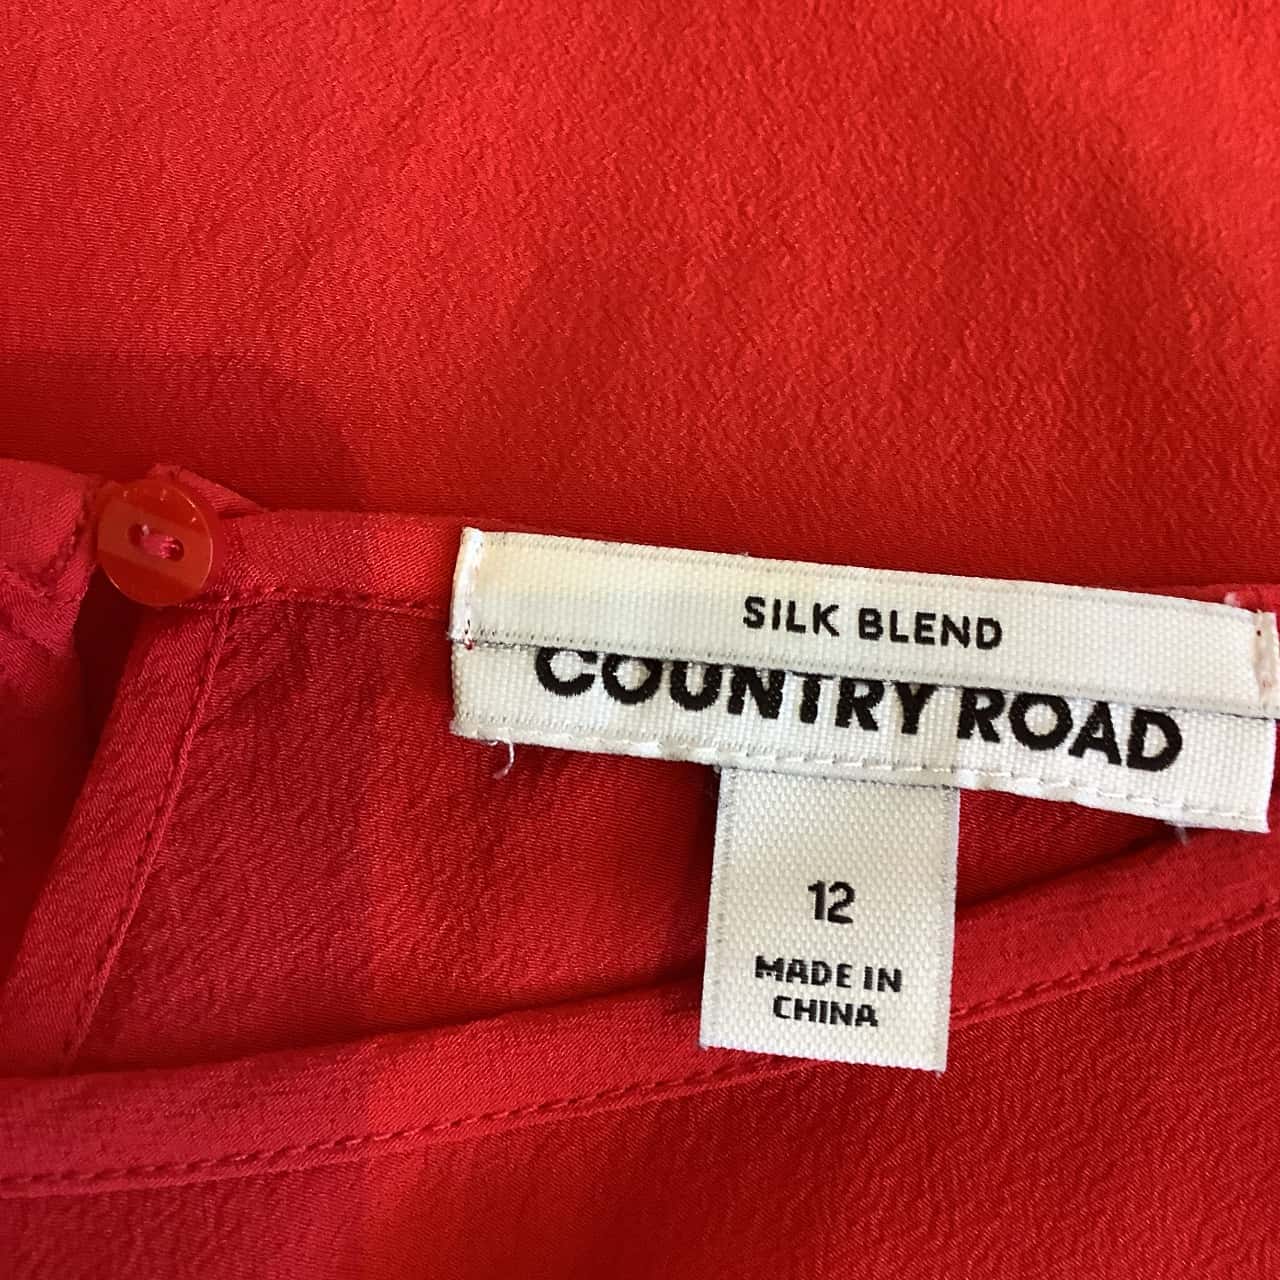 SILK BLEND
COUNTRY ROAD
12
MADE IN
CHINA